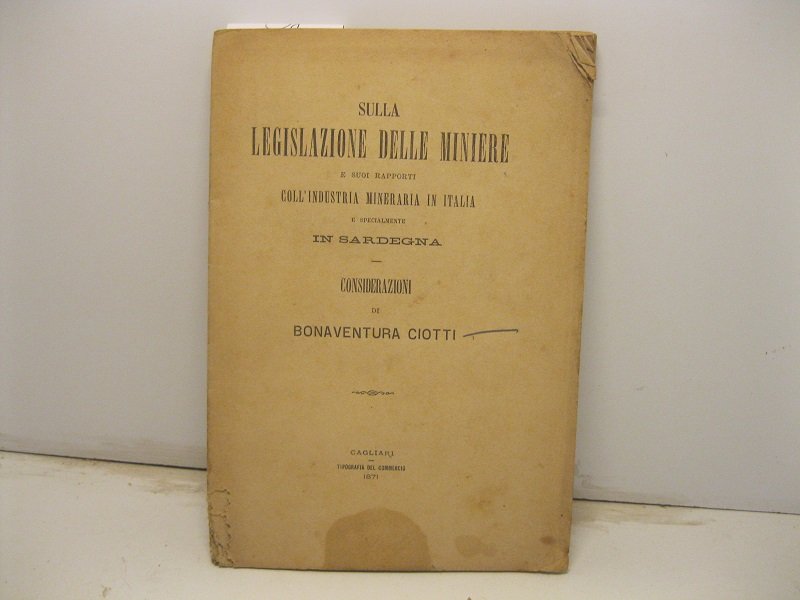 SULLA
LEGISLAZIONE DELLE MINIERE
E SUOI RAPPORTI
COLL'INDUSTRIA MINERARIA IN ITALIA
E SPECIALMENTE
IN SARDEGNA
CONSIDERAZIONI
DI
BONAVENTURA CIOTTI
CAGLIARI
TIPOGRAFIA DEL COMMERCIO
1871